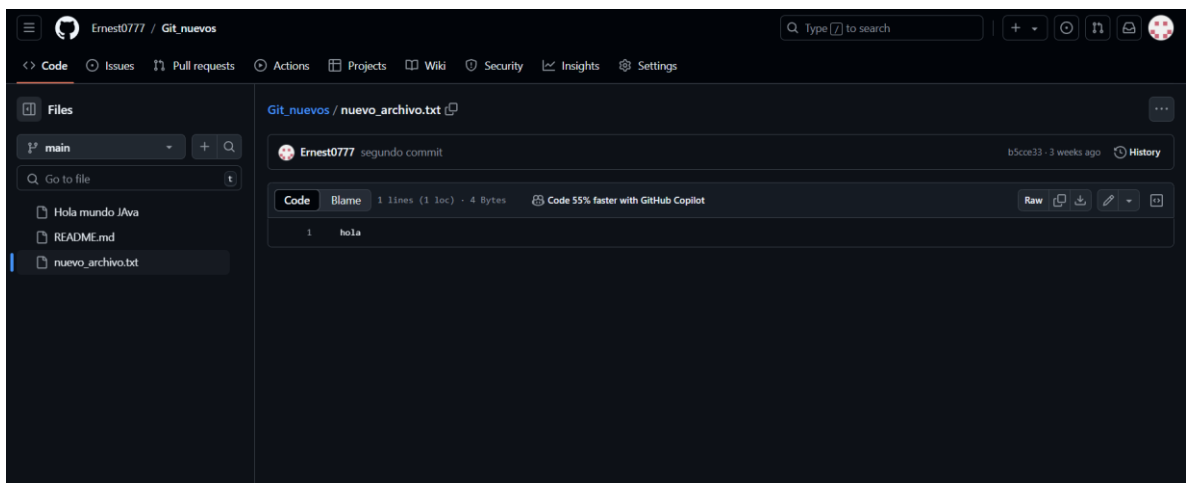 Ernest0777 / Git_nuevos
Type / to search
Code Issues Pull requests Actions Projects Wiki Security Insights Settings
Files
main
Go to file t
Hola mundo JAva
README.md
nuevo_archivo.txt
Git_nuevos / nuevo_archivo.txt
Ernest0777 segundo commit b5cce33 · 3 weeks ago History
Code Blame 1 lines (1 loc) · 4 Bytes Code 55% faster with GitHub Copilot Raw
1 hola